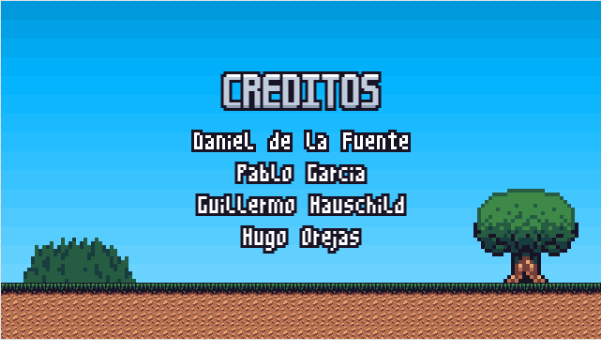 CREDITOS
Daniel de la Fuente
Pablo Garcia
Guillermo Hauschild
Hugo Orejas